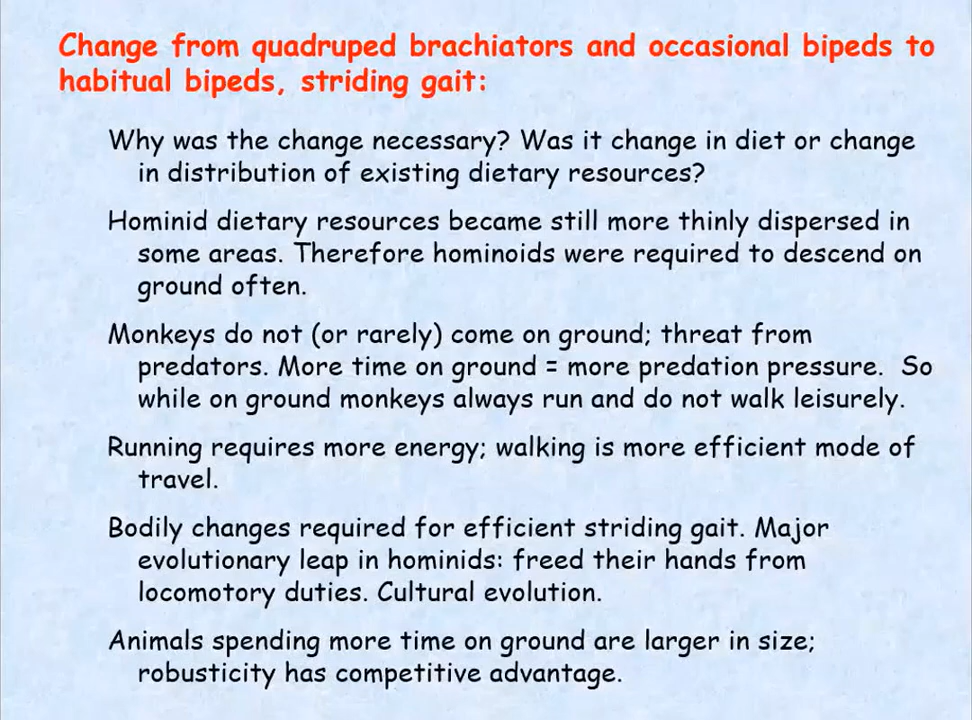 Change from quadruped brachiators and occasional bipeds to
habitual bipeds, striding gait:
Why was the change necessary? Was it change in diet or change
in distribution of existing dietary resources?
Hominid dietary resources became still more thinly dispersed in
some areas. Therefore hominoids were required to descend on
ground often.
Monkeys do not (or rarely) come on ground; threat from
predators. More time on ground = more predation pressure. So
while on ground monkeys always run and do not walk leisurely.
Running requires more energy; walking is more efficient mode of
travel.
Bodily changes required for efficient striding gait. Major
evolutionary leap in hominids: freed their hands from
locomotory duties. Cultural evolution.
Animals spending more time on ground are larger in size;
robusticity has competitive advantage.